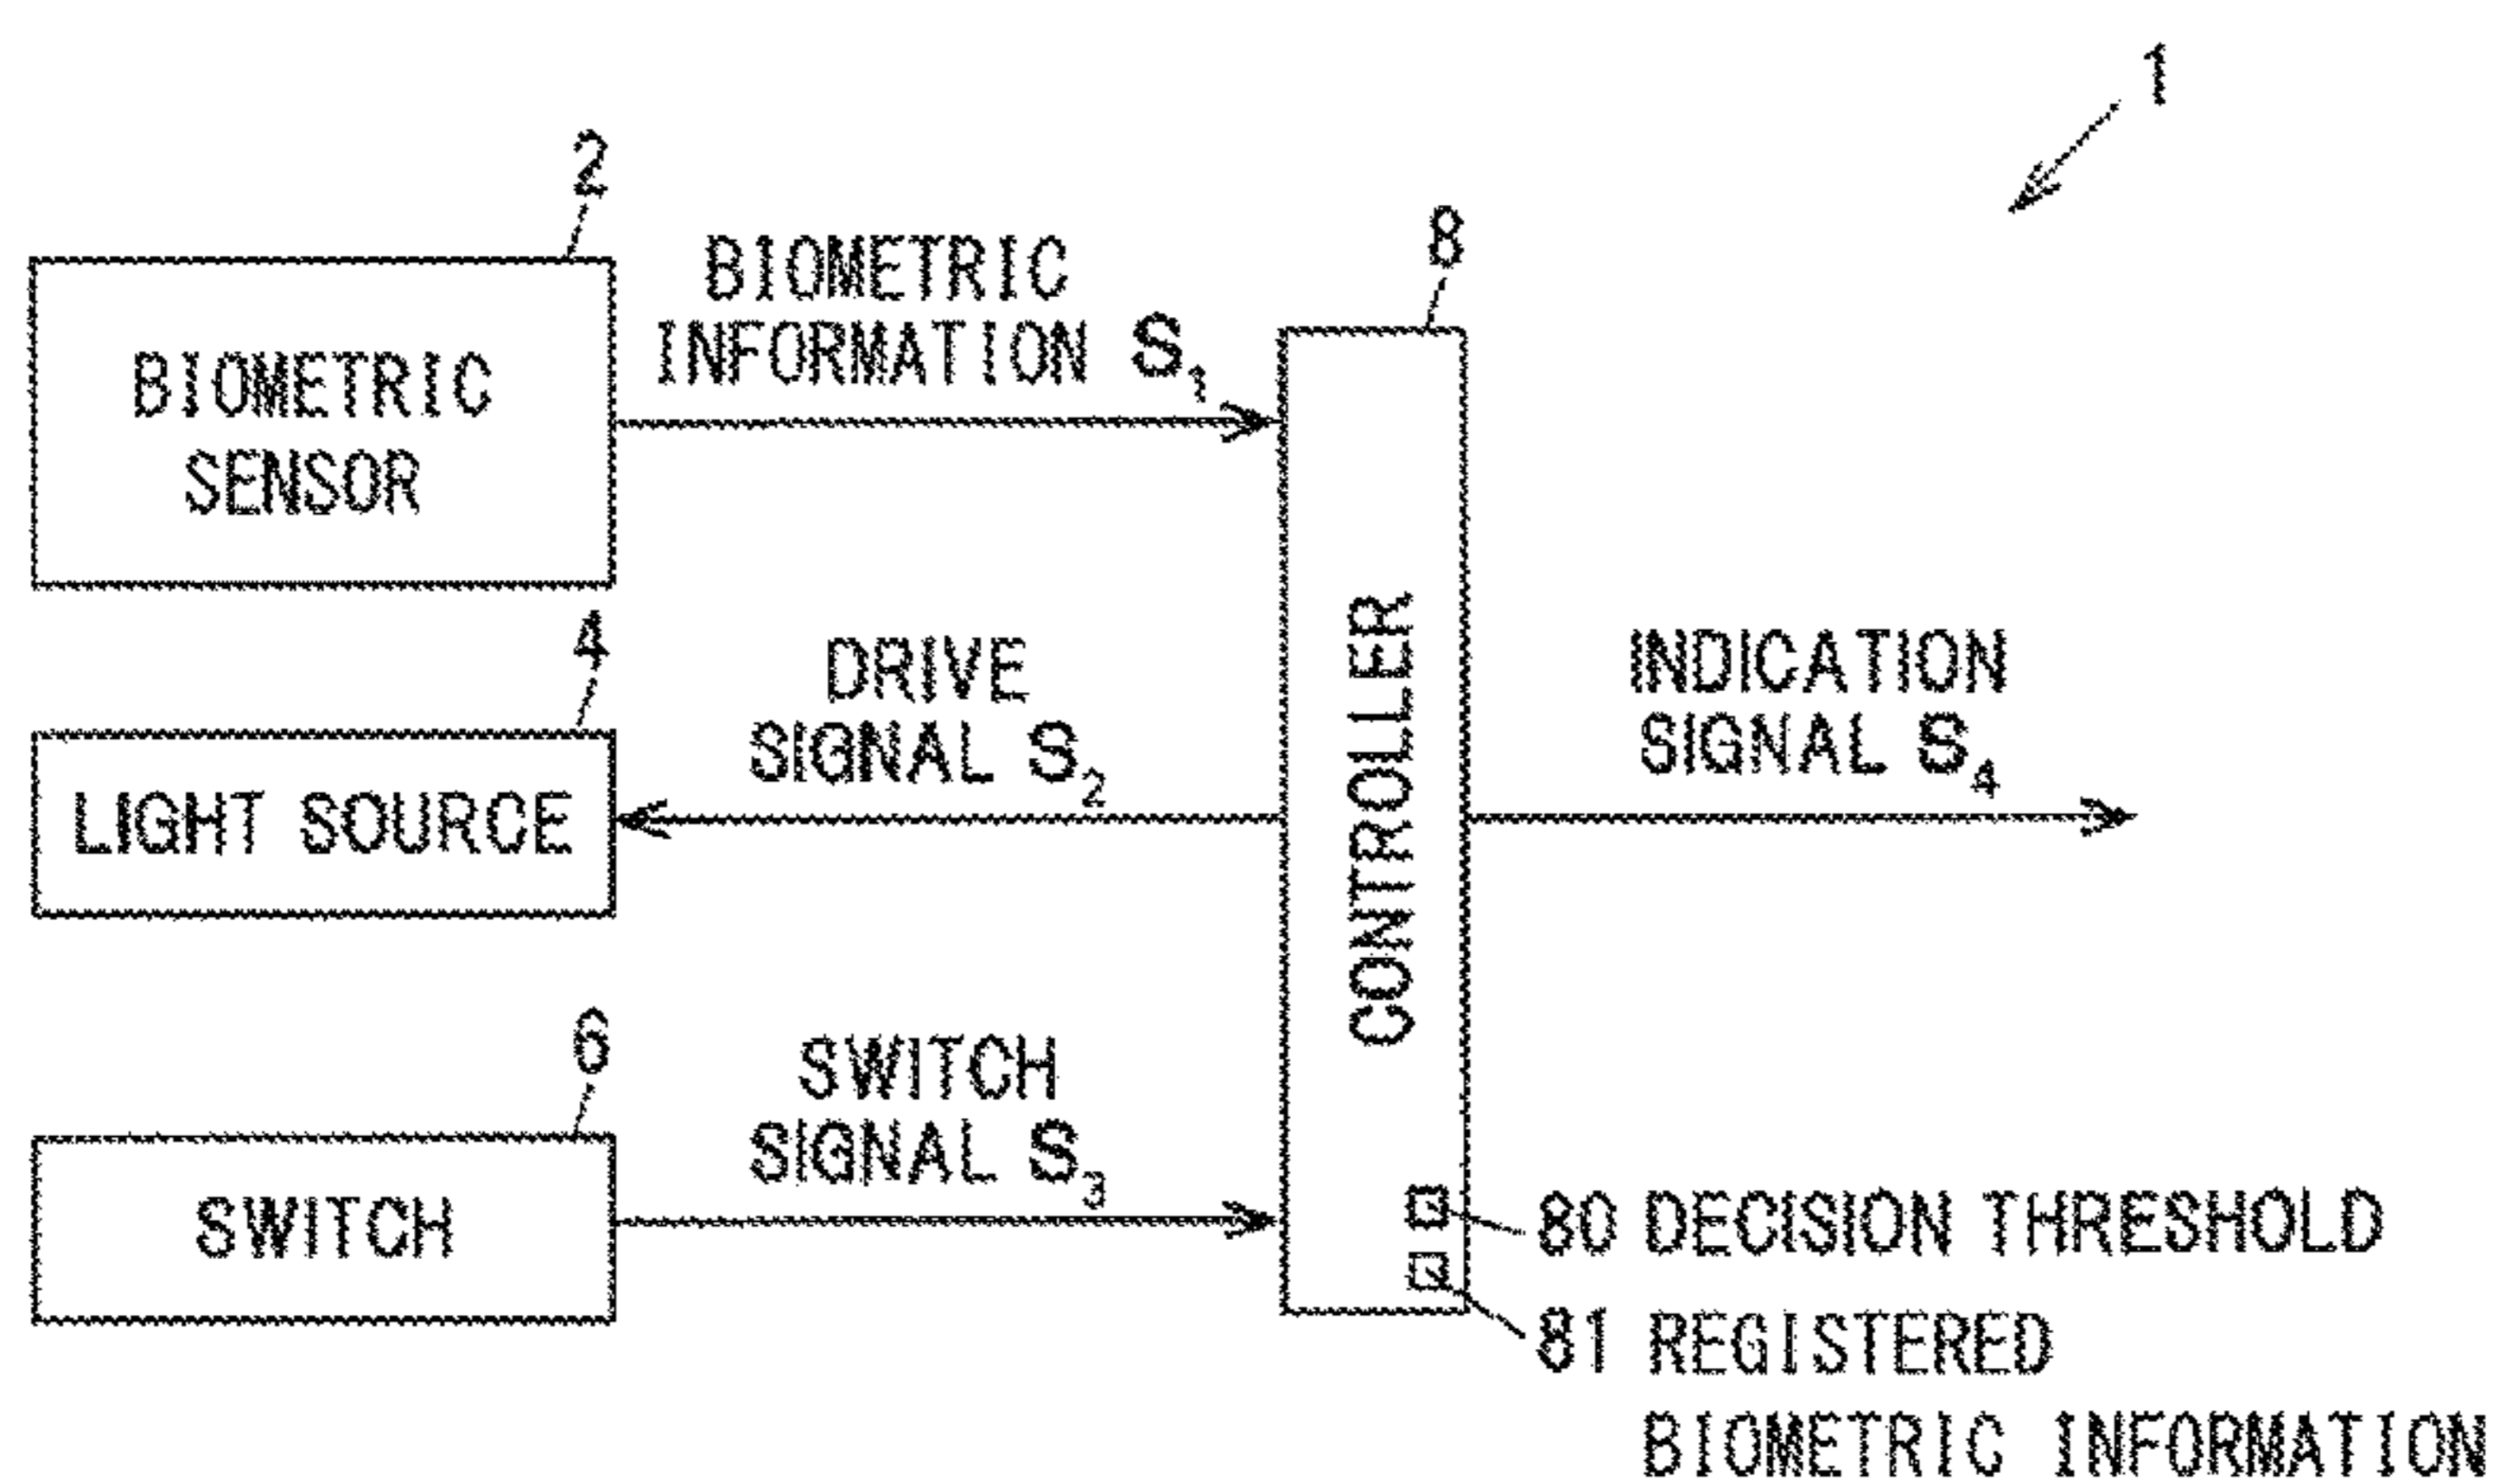 1
2
BIOMETRIC
SENSOR
BIOMETRIC
INFORMATION S1
8
4
LIGHT SOURCE
DRIVE
SIGNAL S2
CONTROLLER
INDICATION
SIGNAL S4
6
SWITCH
SWITCH
SIGNAL S3
80 DECISION THRESHOLD
81 REGISTERED
BIOMETRIC INFORMATION